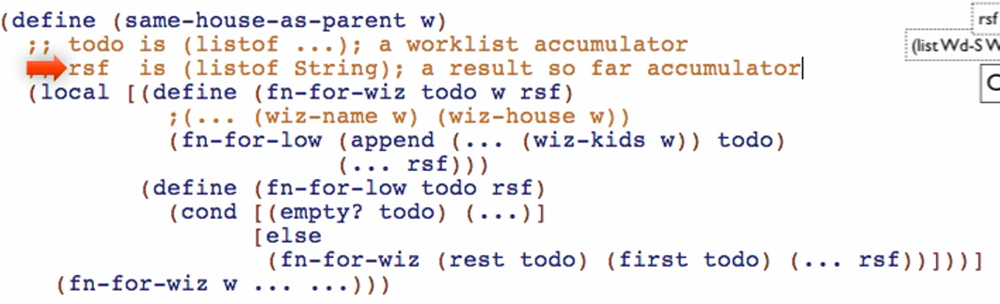 (define (same-house-as-parent w)
rsf
;; todo is (listof ...); a worklist accumulator
(list Wd-S W
rsf is (listof String); a result so far accumulator
(local [(define (fn-for-wiz todo w rsf)
;(... (wiz-name w) (wiz-house w))
(fn-for-low (append (... (wiz-kids w)) todo)
(... rsf)))
(define (fn-for-low todo rsf)
(cond [(empty? todo) (...)]
[else
(fn-for-wiz (rest todo) (first todo) (... rsf))]))]
(fn-for-wiz w ... ...)))